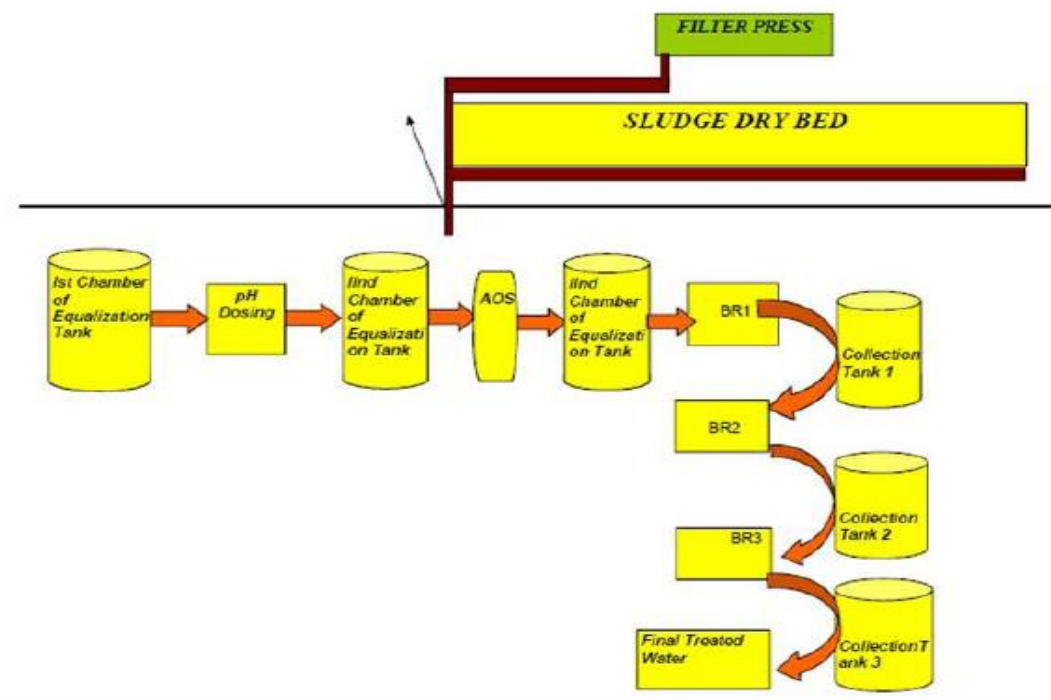 FILTER PRESS
SLUDGE DRY BED
Ist Chamber
of
Equalization
Tank
pH
Dosing
IInd
Chamber
of
Equalizati
on Tank
AOS
IInd
Chamber
of
Equalizati
on Tank
BR1
Collection
Tank 1
BR2
Collection
Tank 2
BR3
CollectionT
ank 3
Final Treated
Water